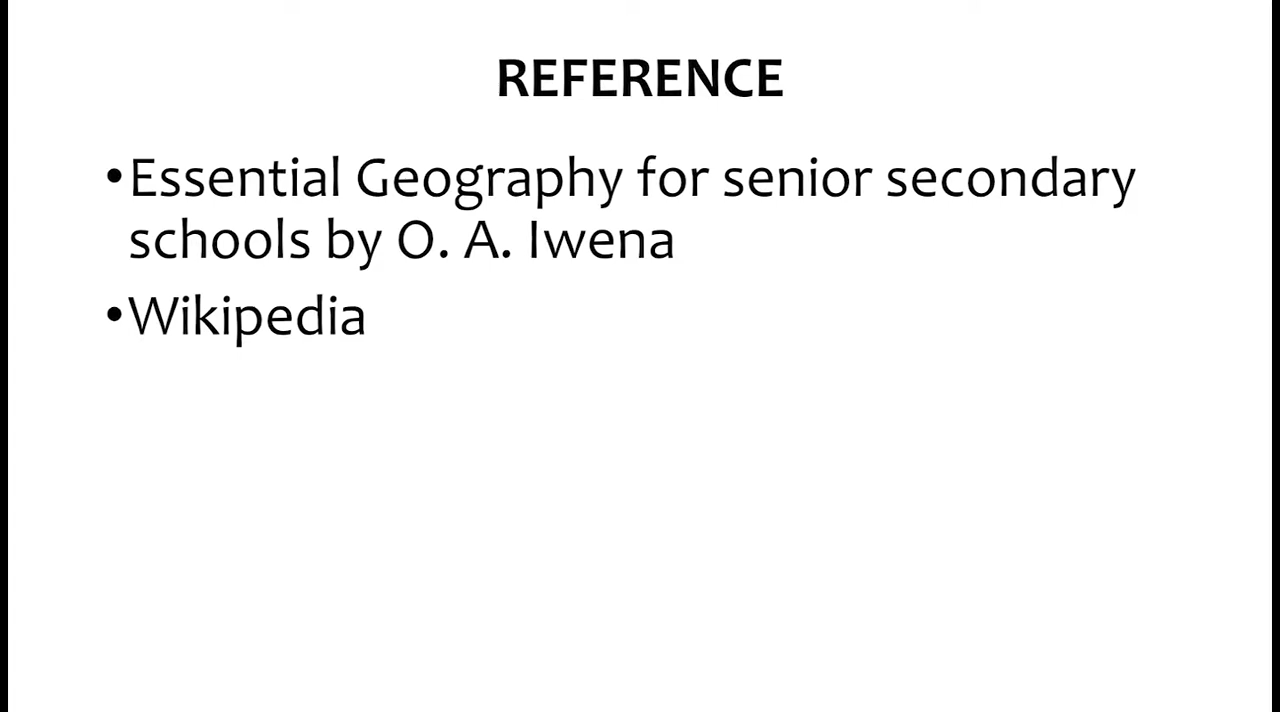 REFERENCE
•Essential Geography for senior secondary
schools by O. A. Iwena
•Wikipedia